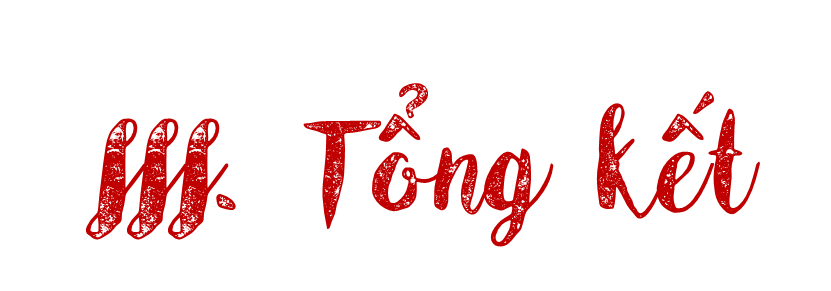 III. Tổng kết